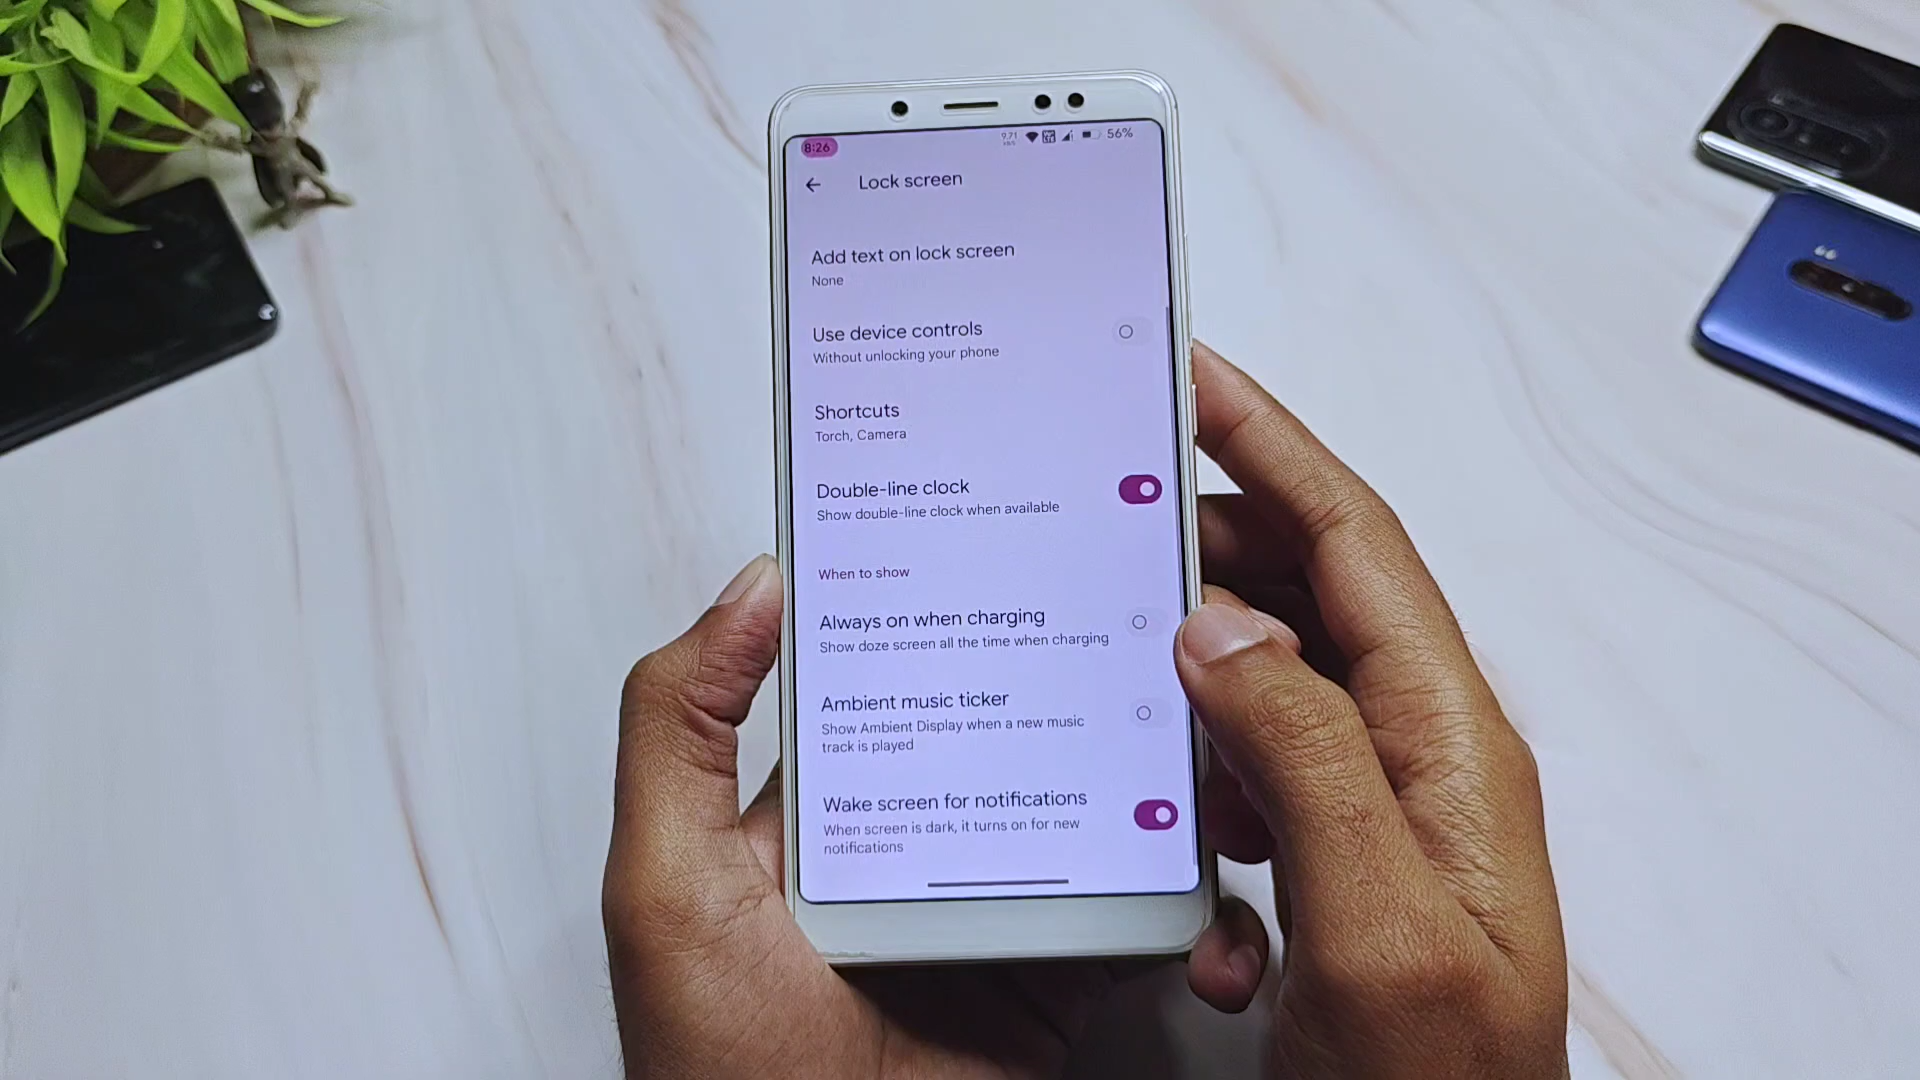 8:26
9.71
56%
Lock screen
Add text on lock screen
None
Use device controls
Without unlocking your phone
Shortcuts
Torch, Camera
Double-line clock
Show double-line clock when available
When to show
Always on when charging
Show doze screen all the time when charging
Ambient music ticker
Show Ambient Display when a new music
track is played
Wake screen for notifications
When screen is dark, it turns on for new
notifications